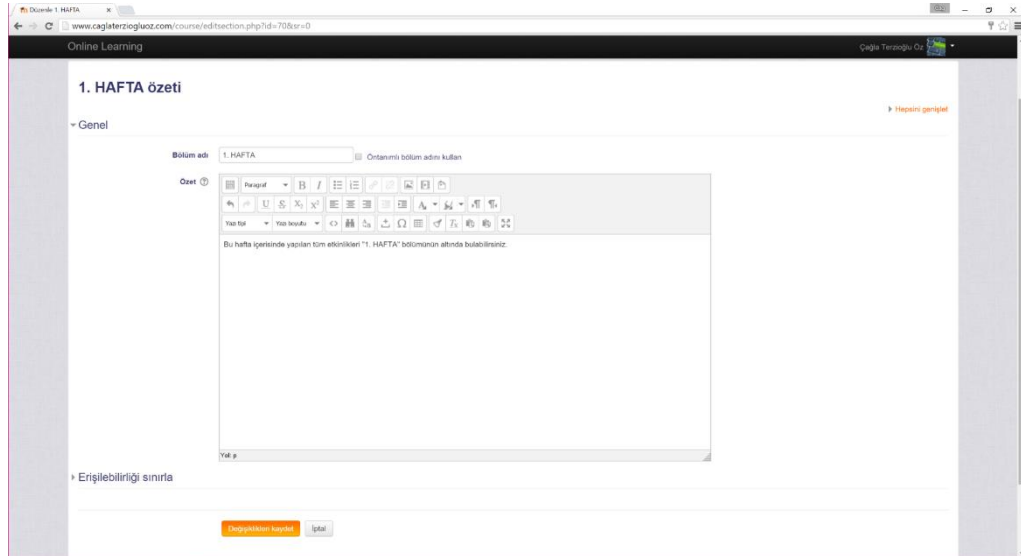 Düzenle 1. HAFTA
www.caglaterziogluoz.com/course/editsection.php?id=70&sr=0
Online Learning
Çağla Terzioğlu Öz
1. HAFTA özeti
Hepsini genişlet
Genel
Bölüm adı 1. HAFTA Öntanımlı bölüm adını kullan
Özet
Paragraf
Yazı tipi Yazı boyutu
Bu hafta içerisinde yapılan tüm etkinlikleri "1. HAFTA" bölümünün altında bulabilirsiniz.
Yol: p
Erişilebilirliği sınırla
Değişiklikleri kaydet İptal